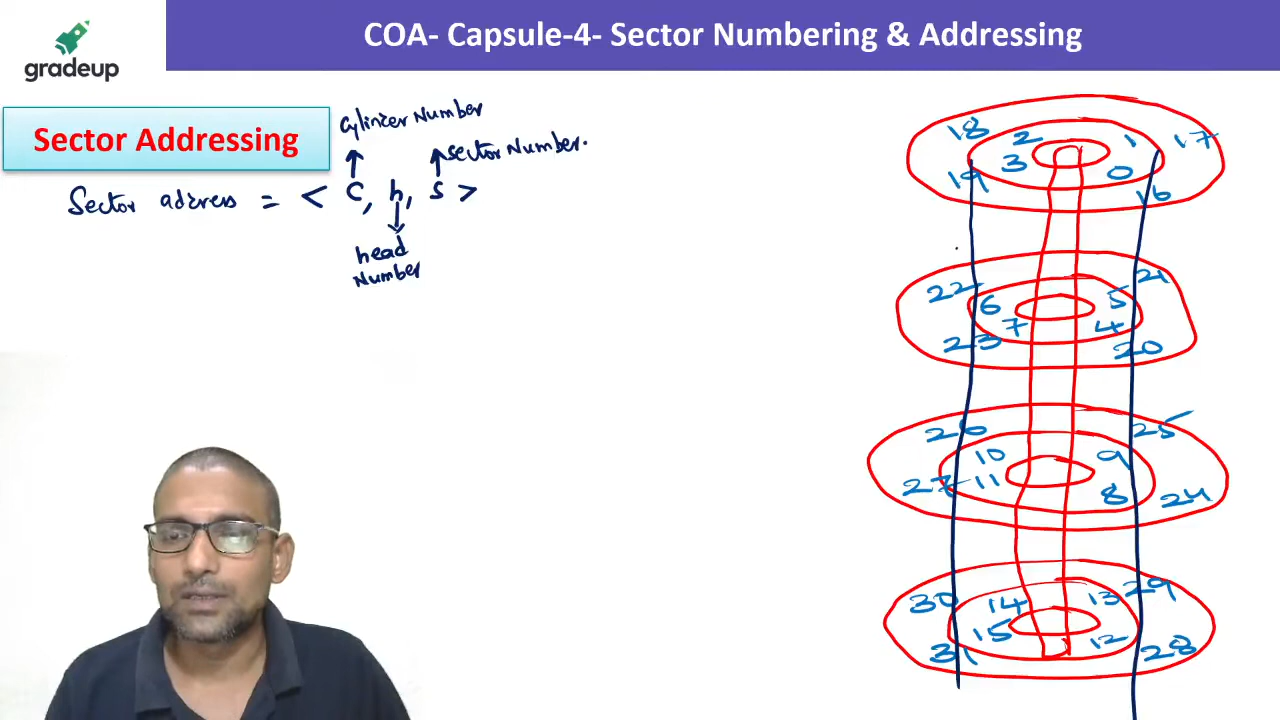 COA- Capsule-4- Sector Numbering & Addressing
gradeup
Sector Addressing
Cylinder Number
sector Number.
Sector address = < C, h, s >
head
Number
18 2 1 17
19 3 0 16
22 6 5 21
23 7 4 20
26 10 9 25
27 11 8 24
30 14 13 29
31 15 12 28